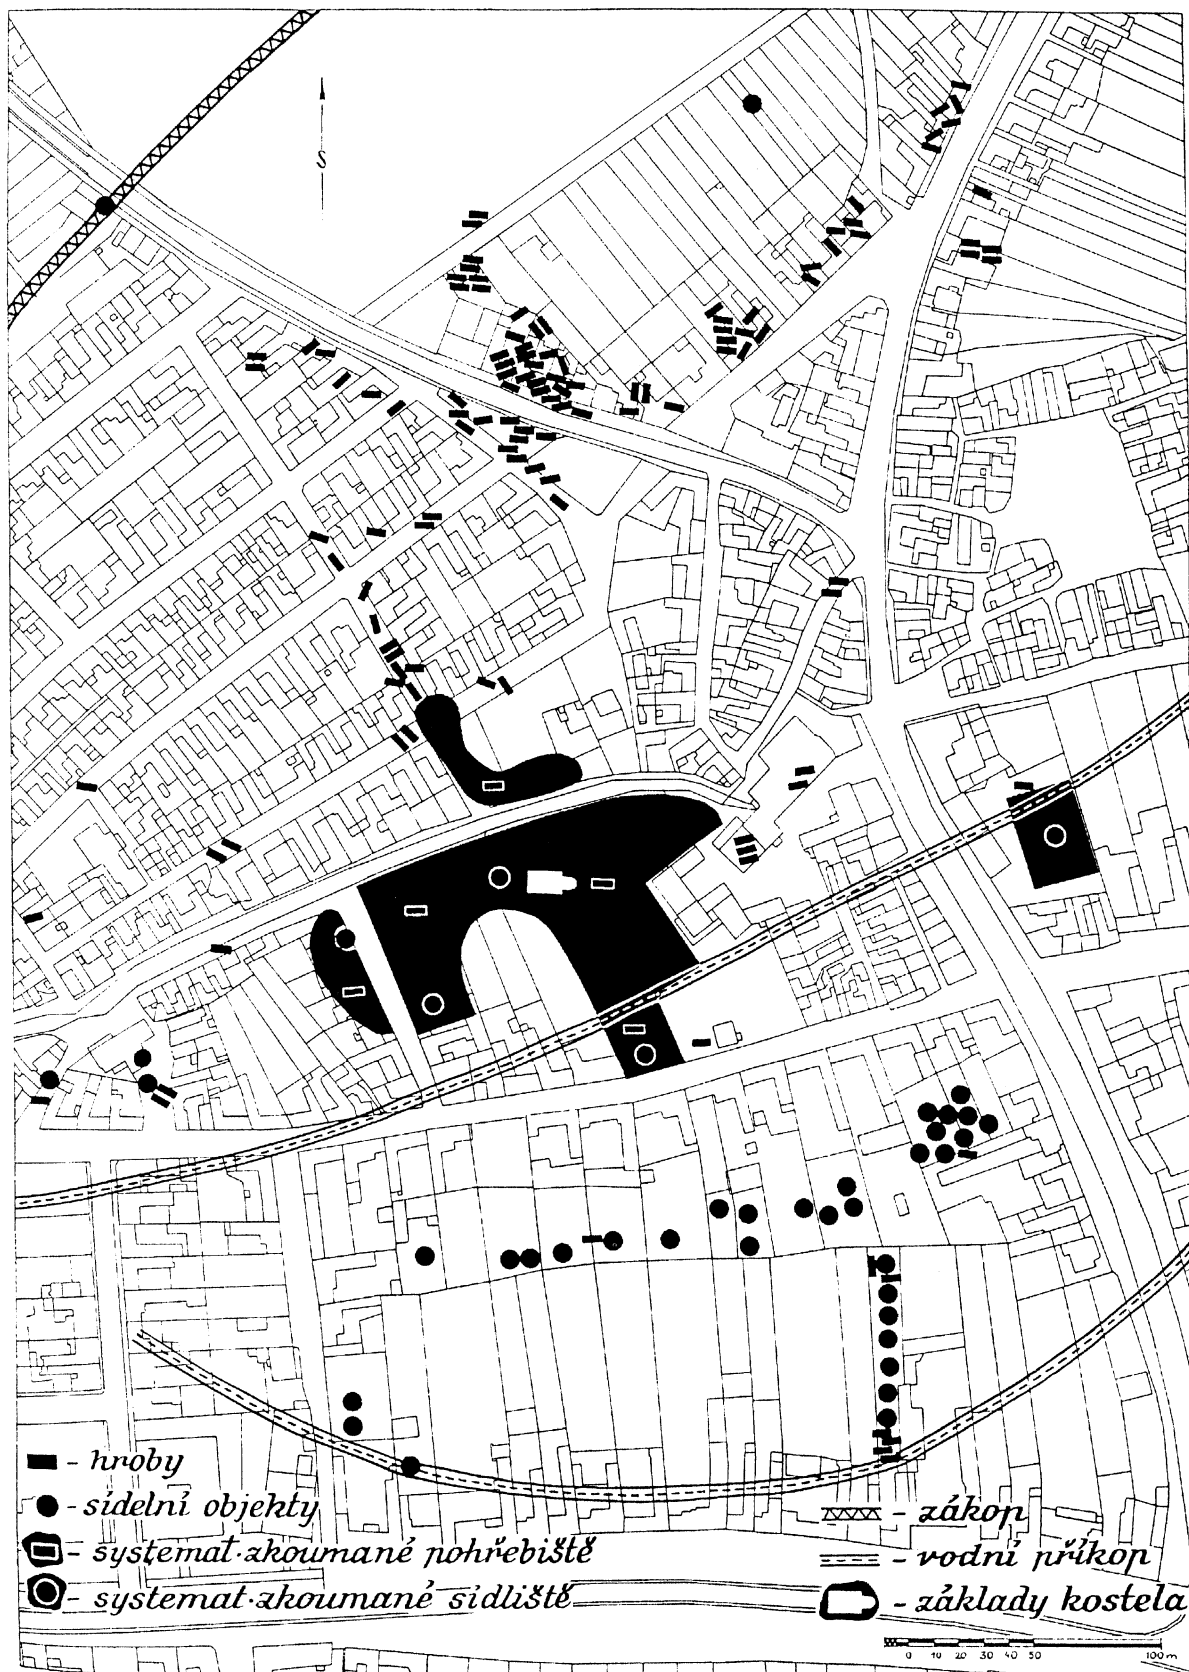 S
- hroby
- sídelní objekty
- systemat. zkoumané pohřebiště
- systemat. zkoumané sídliště
- zákop
- vodní příkop
- základy kostela
0 10 20 30 40 50 100 m